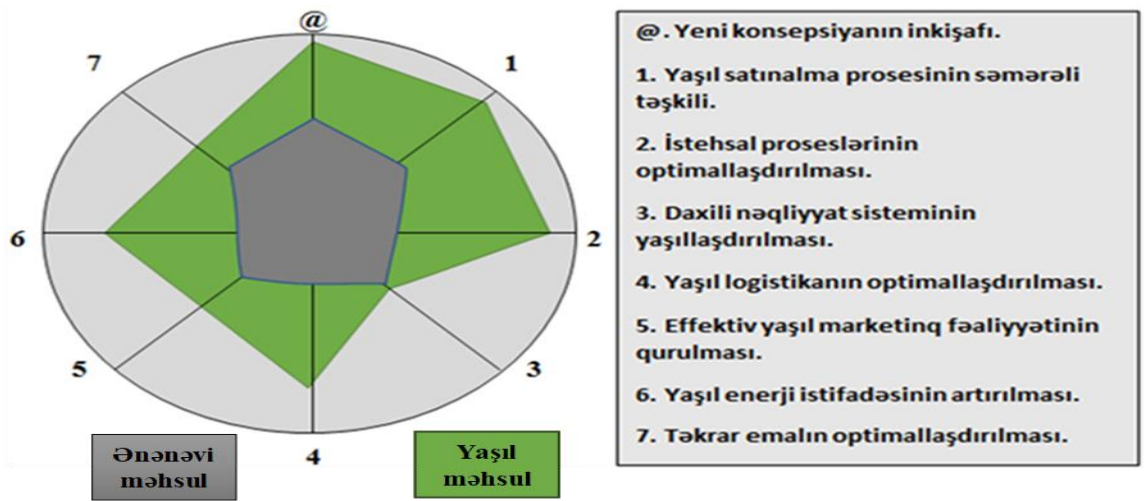 @
7
1
6
2
5
3
4
Ənənəvi
məhsul
Yaşıl
məhsul
@. Yeni konsepsiyanın inkişafı.
1. Yaşıl satınalma prosesinin səmərəli
təşkili.
2. İstehsal proseslərinin
optimallaşdırılması.
3. Daxili nəqliyyat sisteminin
yaşıllaşdırılması.
4. Yaşıl logistikanın optimallaşdırılması.
5. Effektiv yaşıl marketinq fəaliyyətinin
qurulması.
6. Yaşıl enerji istifadəsinin artırılması.
7. Təkrar emalın optimallaşdırılması.